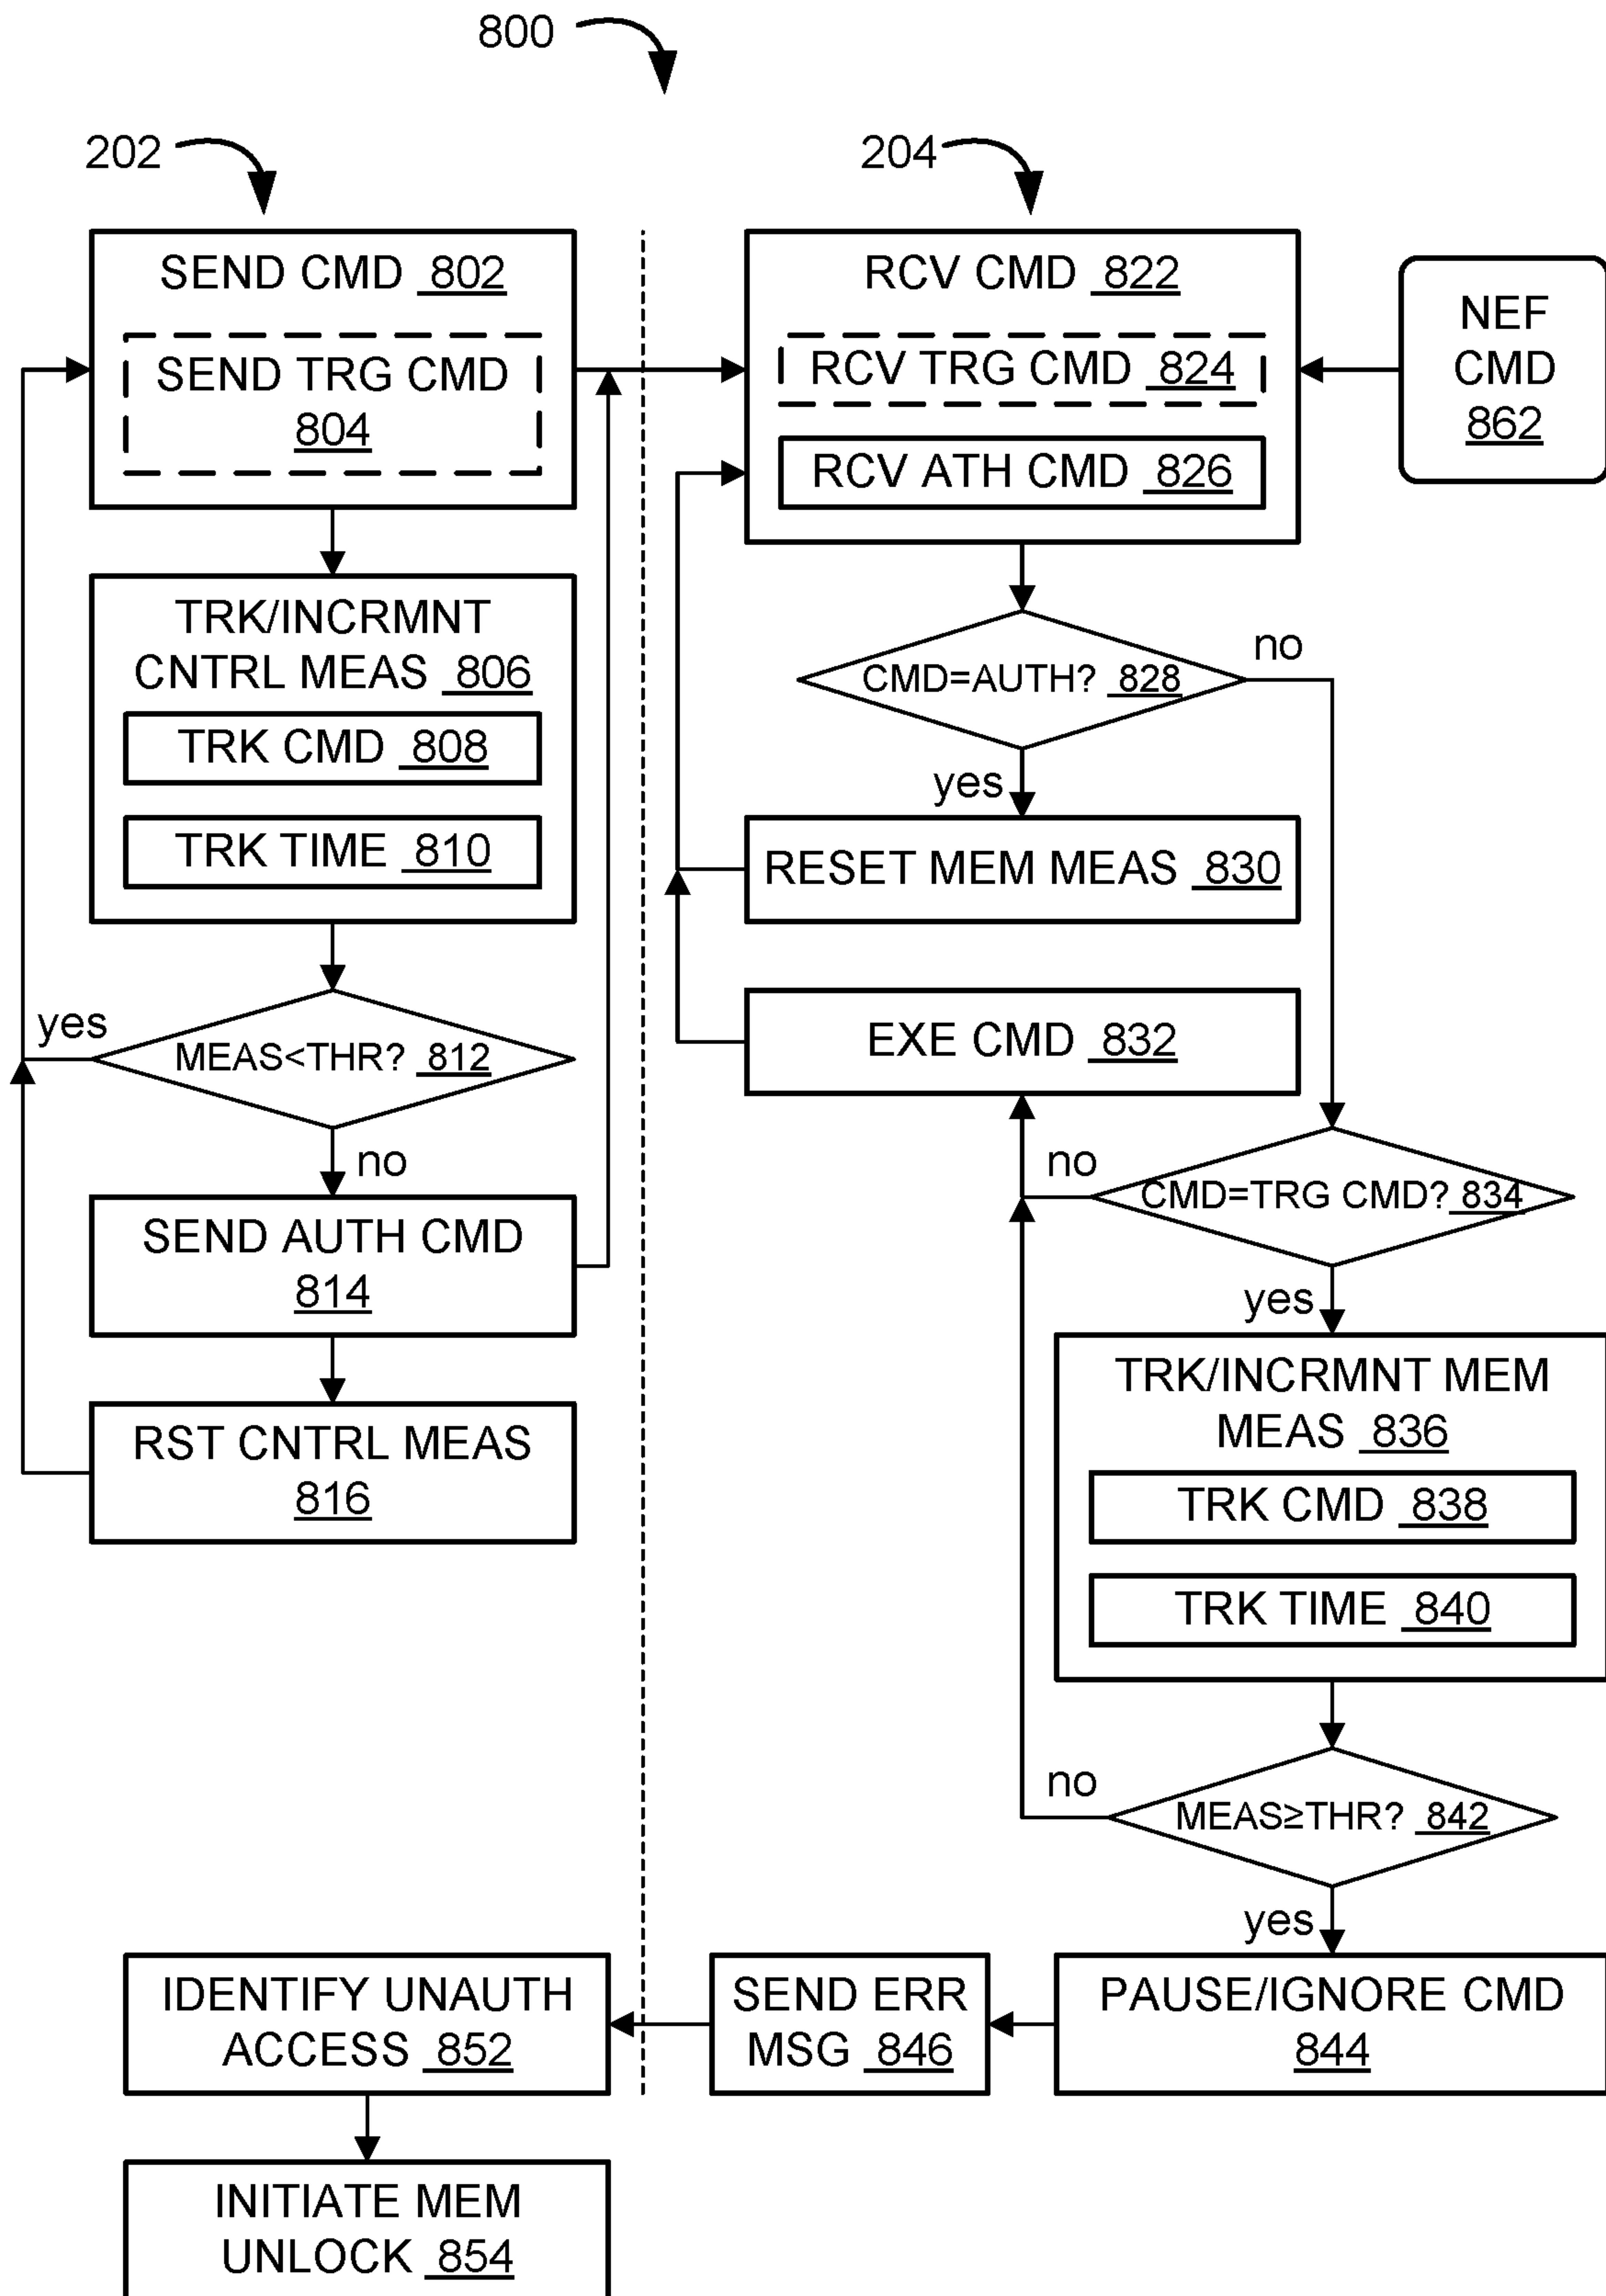 800
202
204
SEND CMD 802
SEND TRG CMD
804
TRK/INCRMNT
CNTRL MEAS 806
TRK CMD 808
TRK TIME 810
yes
MEAS<THR? 812
no
SEND AUTH CMD
814
RST CNTRL MEAS
816
RCV CMD 822
RCV TRG CMD 824
RCV ATH CMD 826
NEF
CMD
862
CMD=AUTH? 828
no
yes
RESET MEM MEAS 830
EXE CMD 832
no
CMD=TRG CMD? 834
yes
TRK/INCRMNT MEM
MEAS 836
TRK CMD 838
TRK TIME 840
no
MEAS≥THR? 842
yes
PAUSE/IGNORE CMD
844
SEND ERR
MSG 846
IDENTIFY UNAUTH
ACCESS 852
INITIATE MEM
UNLOCK 854